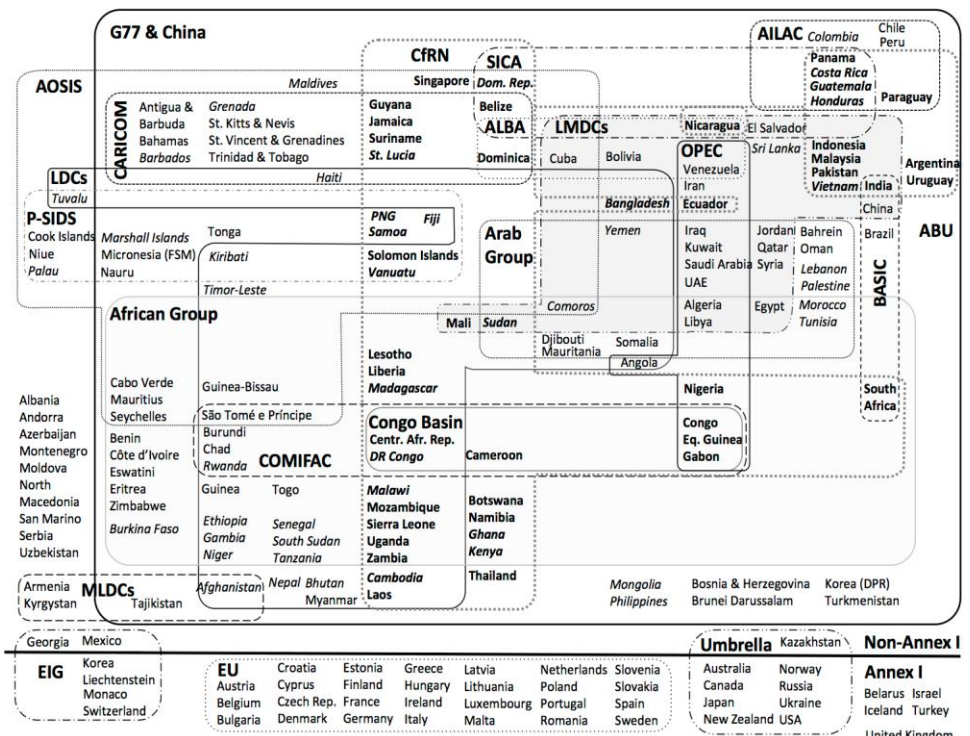 G77 & China
AILAC Colombia Chile
Peru
CfRN
SICA
Panama
Costa Rica
Guatemala
Honduras
Paraguay
AOSIS
Maldives
Singapore Dom. Rep.
CARICOM
Antigua & Grenada
Barbuda St. Kitts & Nevis
Bahamas St. Vincent & Grenadines
Barbados Trinidad & Tobago
Haiti
Guyana
Jamaica
Suriname
St. Lucia
Belize
ALBA
Dominica
LMDCs
Cuba Bolivia
Nicaragua El Salvador
Sri Lanka
OPEC
Venezuela
Iran
Ecuador
Bangladesh
Indonesia
Malaysia
Pakistan
Vietnam India
China
Brazil
BASIC
South
Africa
Argentina
Uruguay
ABU
LDCs
Tuvalu
P-SIDS
Cook Islands
Niue
Palau
Marshall Islands
Micronesia (FSM)
Nauru
Tonga
Kiribati
Timor-Leste
PNG Fiji
Samoa
Solomon Islands
Vanuatu
Arab
Group
Yemen
Iraq Jordan Bahrain
Kuwait Qatar Oman
Saudi Arabia Syria Lebanon
UAE Palestine
Algeria Egypt Morocco
Libya Tunisia
Comoros
Mali Sudan
Djibouti Somalia
Mauritania
Angola
African Group
Lesotho
Liberia
Madagascar
Nigeria
Cabo Verde Guinea-Bissau
Mauritius
Seychelles
São Tomé e Príncipe
Burundi
Chad
Rwanda
COMIFAC
Congo Basin
Centr. Afr. Rep.
DR Congo Cameroon
Congo
Eq. Guinea
Gabon
Benin
Côte d'Ivoire
Eswatini
Eritrea
Zimbabwe
Burkina Faso
Guinea Togo
Ethiopia Senegal
Gambia South Sudan
Niger Tanzania
Malawi
Mozambique
Sierra Leone
Uganda
Zambia
Cambodia
Laos
Botswana
Namibia
Ghana
Kenya
Thailand
Albania
Andorra
Azerbaijan
Montenegro
Moldova
North
Macedonia
San Marino
Serbia
Uzbekistan
Armenia MLDCs
Kyrgystan Tajikistan
Afghanistan Nepal Bhutan
Myanmar
Mongolia Bosnia & Herzegovina Korea (DPR)
Philippines Brunei Darussalam Turkmenistan
Georgia Mexico
EIG
Korea
Liechtenstein
Monaco
Switzerland
EU Croatia Estonia Greece Latvia Netherlands Slovenia
Austria Cyprus Finland Hungary Lithuania Poland Slovakia
Belgium Czech Rep. France Ireland Luxembourg Portugal Spain
Bulgaria Denmark Germany Italy Malta Romania Sweden
Umbrella Kazakhstan
Australia Norway
Canada Russia
Japan Ukraine
New Zealand USA
Non-Annex I
Annex I
Belarus Israel
Iceland Turkey
United Kingdom